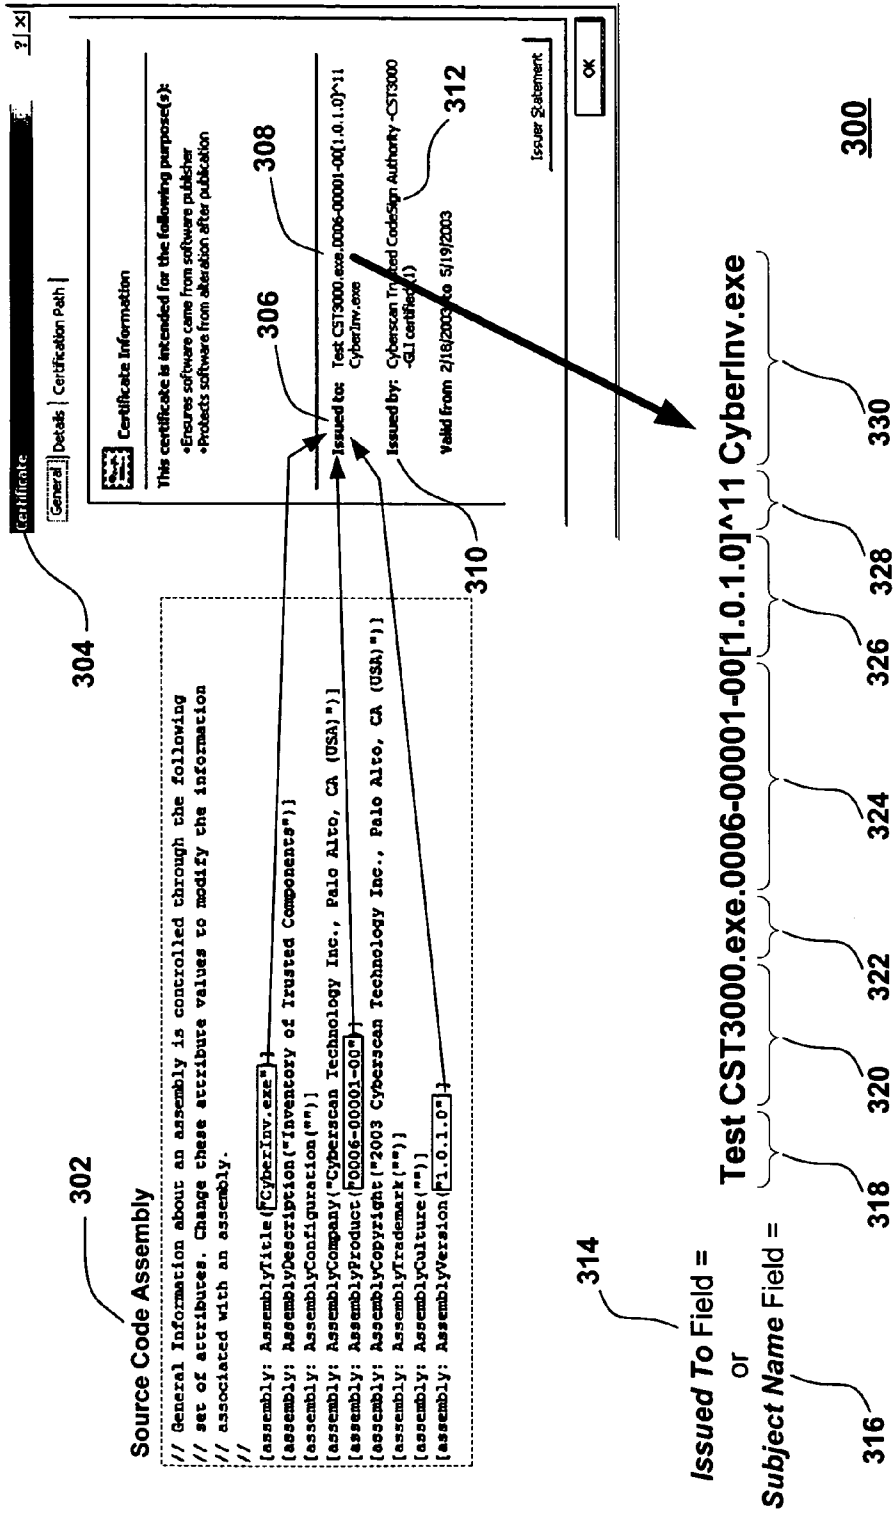 302
Source Code Assembly
// General Information about an assembly is controlled through the following
// set of attributes. Change these attribute values to modify the information
// associated with an assembly.
//
[assembly: AssemblyTitle("CyberInv.exe")]
[assembly: AssemblyDescription("Inventory of Trusted Components")]
[assembly: AssemblyConfiguration("")]
[assembly: AssemblyCompany("Cyberscan Technology Inc., Palo Alto, CA (USA)")]
[assembly: AssemblyProduct("0006-00001-00")]
[assembly: AssemblyCopyright("2003 Cyberscan Technology Inc., Palo Alto, CA (USA)")]
[assembly: AssemblyTrademark("")]
[assembly: AssemblyCulture("")]
[assembly: AssemblyVersion("1.0.1.0")]
304
Certificate
? X
General Details Certification Path
Certificate Information
This certificate is intended for the following purpose(s):
•Ensures software came from software publisher
•Protects software from alteration after publication
306
308
Issued to: Test CST3000.exe.0006-00001-00[1.0.1.0]^11
CyberInv.exe
Issued by: Cyberscan Trusted CodeSign Authority -CST3000
-GLI certified(1)
310
312
Valid from 2/18/2003 to 5/19/2003
Issuer Statement
OK
314
Issued To Field =
or
Subject Name Field =
316
Test CST3000.exe.0006-00001-00[1.0.1.0]^11 CyberInv.exe
318
320
322
324
326
328
330
300